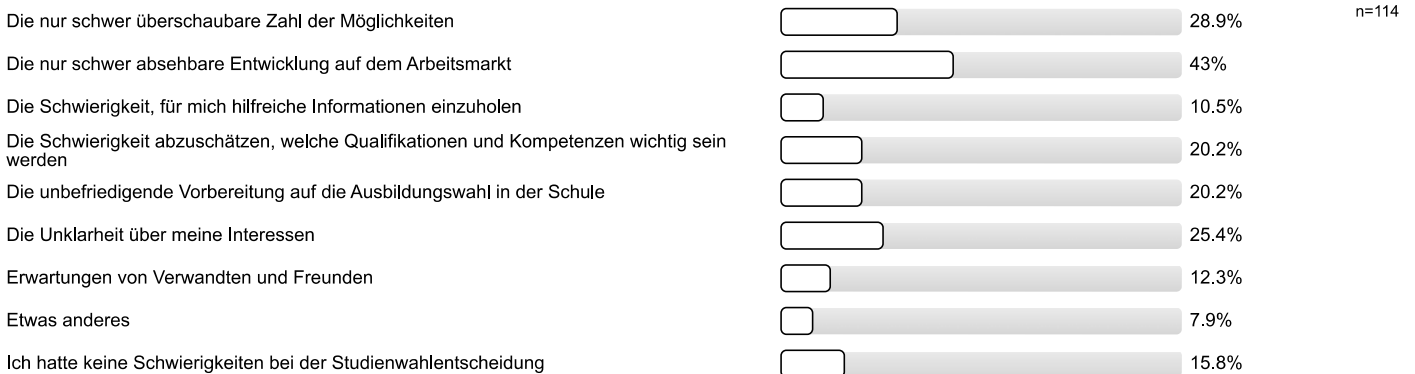 Die nur schwer überschaubare Zahl der Möglichkeiten 28.9% n=114
Die nur schwer absehbare Entwicklung auf dem Arbeitsmarkt 43%
Die Schwierigkeit, für mich hilfreiche Informationen einzuholen 10.5%
Die Schwierigkeit abzuschätzen, welche Qualifikationen und Kompetenzen wichtig sein
werden 20.2%
Die unbefriedigende Vorbereitung auf die Ausbildungswahl in der Schule 20.2%
Die Unklarheit über meine Interessen 25.4%
Erwartungen von Verwandten und Freunden 12.3%
Etwas anderes 7.9%
Ich hatte keine Schwierigkeiten bei der Studienwahlentscheidung 15.8%